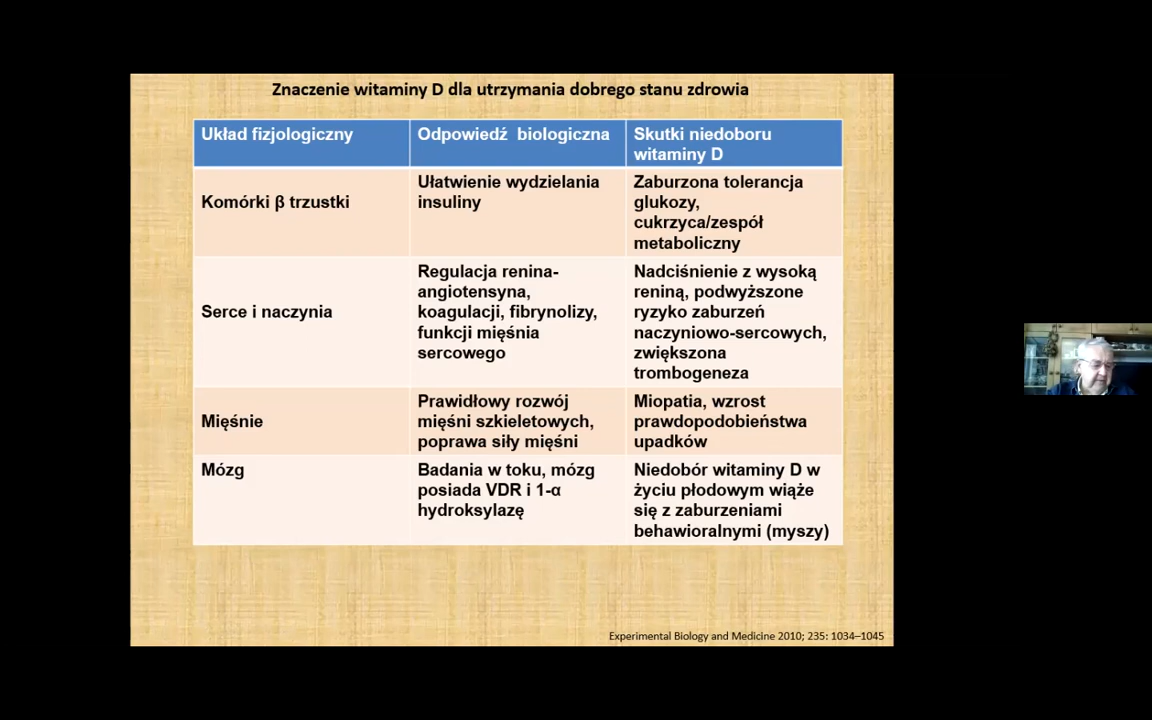 Znaczenie witaminy D dla utrzymania dobrego stanu zdrowia
Układ fizjologiczny
Odpowiedź biologiczna
Skutki niedoboru
witaminy D
Komórki β trzustki
Ułatwienie wydzielania
insuliny
Zaburzona tolerancja
glukozy,
cukrzyca/zespół
metaboliczny
Serce i naczynia
Regulacja renina-
angiotensyna,
koagulacji, fibrynolizy,
funkcji mięśnia
sercowego
Nadciśnienie z wysoką
reniną, podwyższone
ryzyko zaburzeń
naczyniowo-sercowych,
zwiększona
trombogeneza
Mięśnie
Prawidłowy rozwój
mięśni szkieletowych,
poprawa siły mięśni
Miopatia, wzrost
prawdopodobieństwa
upadków
Mózg
Badania w toku, mózg
posiada VDR i 1-α
hydroksylazę
Niedobór witaminy D w
życiu płodowym wiąże
się z zaburzeniami
behawioralnymi (myszy)
Experimental Biology and Medicine 2010; 235: 1034–1045